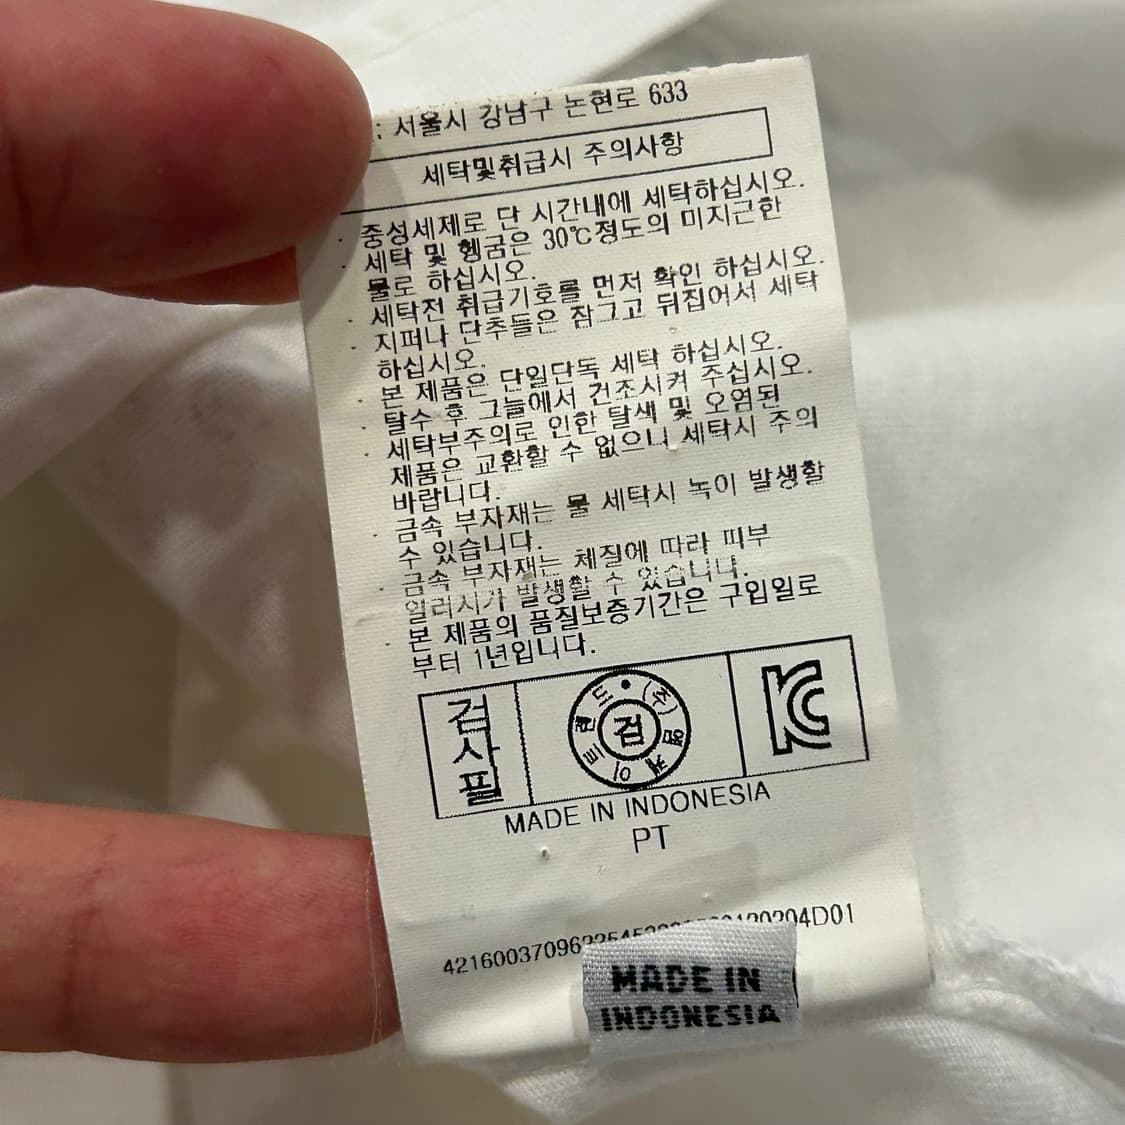 : 서울시 강남구 논현로 633
세탁및취급시 주의사항
· 중성세제로 단 시간내에 세탁하십시오.
· 세탁 및 헹굼은 30℃정도의 미지근한
물로 하십시오.
· 세탁전 취급기호를 먼저 확인 하십시오.
· 지퍼나 단추들은 잠그고 뒤집어서 세탁
하십시오.
· 본 제품은 단일단독 세탁 하십시오.
· 탈수 후 그늘에서 건조시켜 주십시오.
· 세탁부주의로 인한 탈색 및 오염된
제품은 교환할 수 없으니 세탁시 주의
바랍니다.
· 금속 부자재는 물 세탁시 녹이 발생할
수 있습니다.
· 금속 부자재는 체질에 따라 피부
알러지가 발생할 수 있습니다.
· 본 제품의 품질보증기간은 구입일로
부터 1년입니다.
검사필
검
KC
MADE IN INDONESIA
PT
MADE IN
INDONESIA